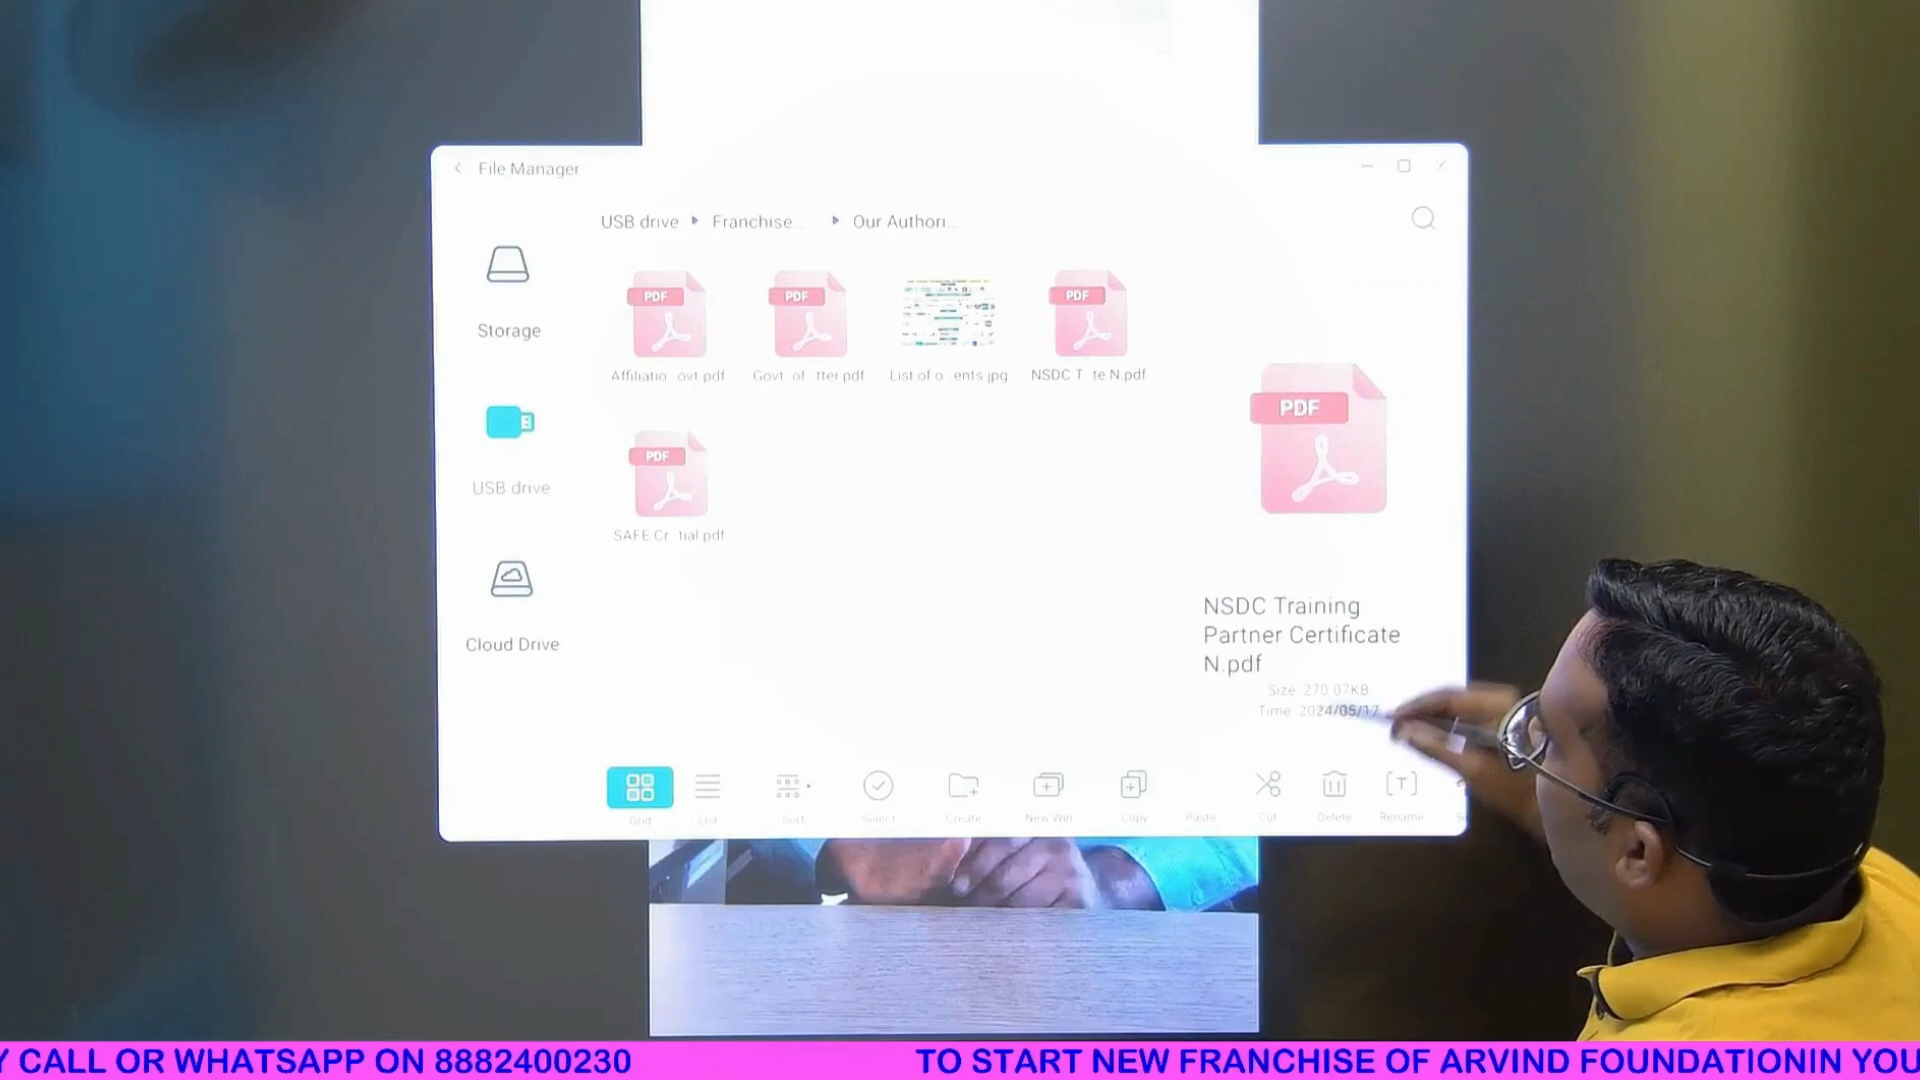 File Manager
USB drive Franchise... Our Authori...
Storage
USB drive
Cloud Drive
PDF
PDF
PDF
Affiliatio ovt.pdf
Govt of tter.pdf
List of o ents.jpg
NSDC T te N.pdf
PDF
SAFE Cr tial.pdf
PDF
NSDC Training
Partner Certificate
N.pdf
Size 270.07KB
Time 2024/05/17
Grid List Sort Select Create New Win Copy Paste Cut Delete Rename
Y CALL OR WHATSAPP ON 8882400230 TO START NEW FRANCHISE OF ARVIND FOUNDATIONIN YOU